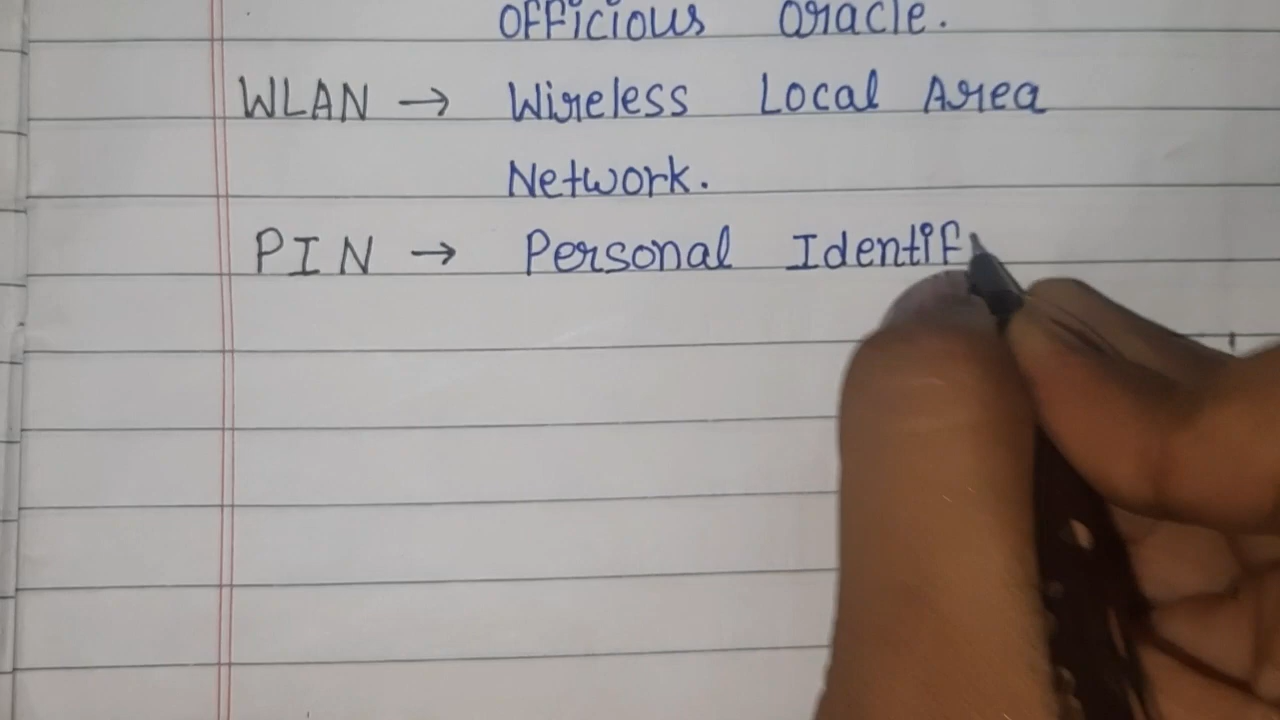 Officious Oracle.
WLAN → Wireless Local Area
Network.
PIN → Personal Identif